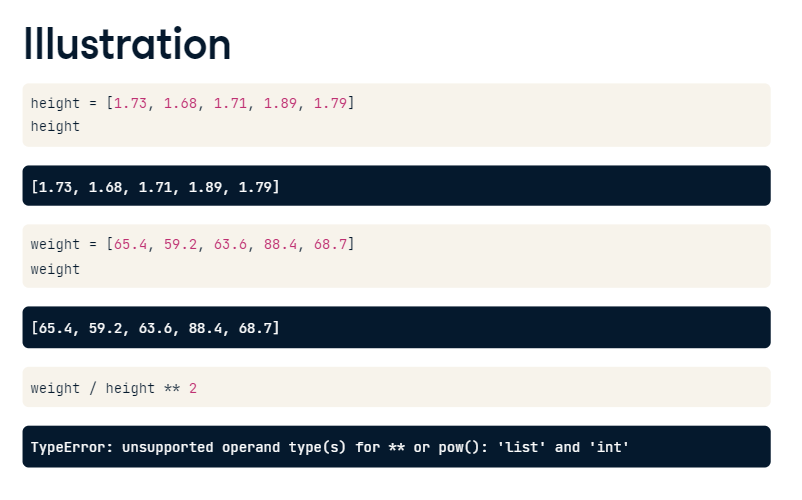 Illustration
height = [1.73, 1.68, 1.71, 1.89, 1.79]
height
[1.73, 1.68, 1.71, 1.89, 1.79]
weight = [65.4, 59.2, 63.6, 88.4, 68.7]
weight
[65.4, 59.2, 63.6, 88.4, 68.7]
weight / height ** 2
TypeError: unsupported operand type(s) for ** or pow(): 'list' and 'int'